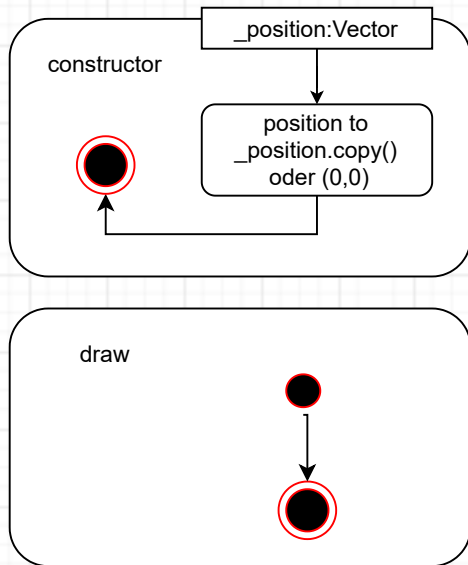 _position:Vector
constructor
position to
_position.copy()
oder (0,0)
draw